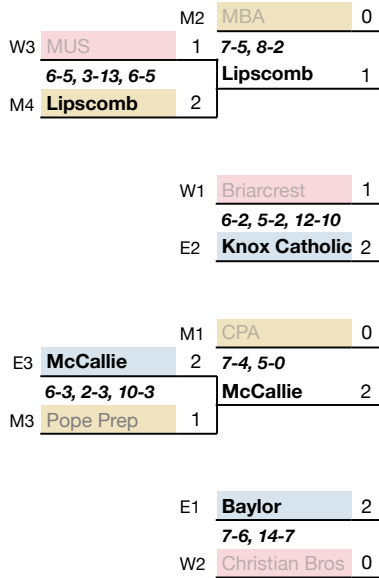 M2 MBA 0
W3 MUS 1 7-5, 8-2
6-5, 3-13, 6-5 Lipscomb 1
M4 Lipscomb 2
W1 Briarcrest 1
6-2, 5-2, 12-10
E2 Knox Catholic 2
M1 CPA 0
E3 McCallie 2 7-4, 5-0
6-3, 2-3, 10-3 McCallie 2
M3 Pope Prep 1
E1 Baylor 2
7-6, 14-7
W2 Christian Bros 0